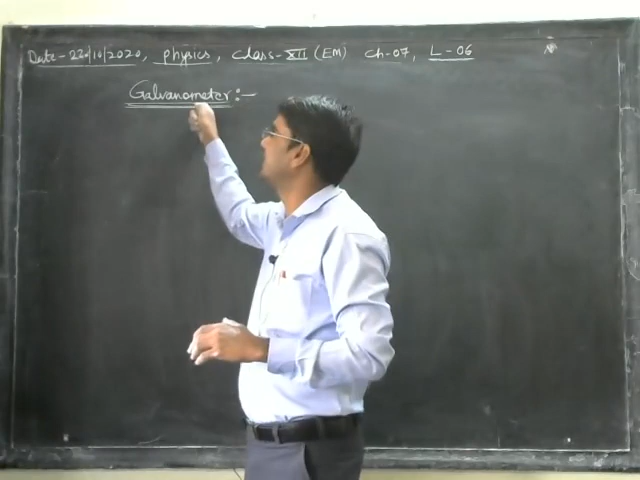 Date - 22/10/2020, Physics, Class - XII (EM) Ch-07, L-06
Galvanometer :-